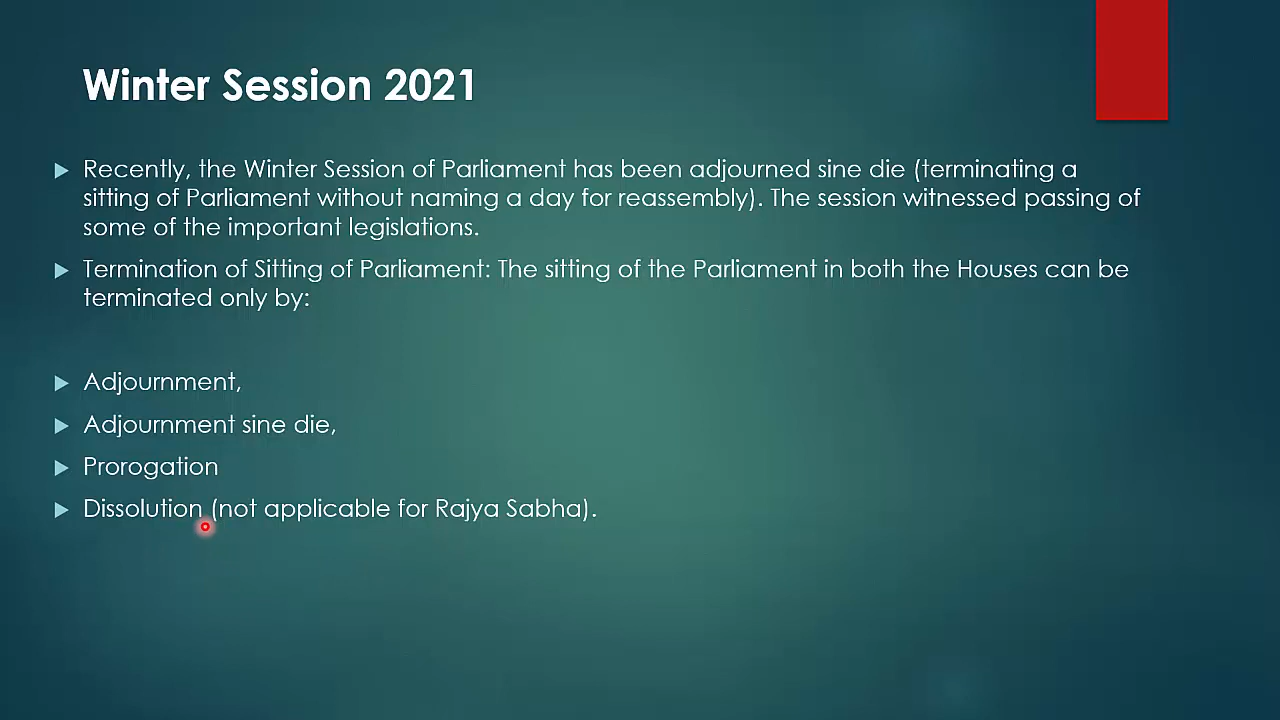 Winter Session 2021
Recently, the Winter Session of Parliament has been adjourned sine die (terminating a
sitting of Parliament without naming a day for reassembly). The session witnessed passing of
some of the important legislations.
Termination of Sitting of Parliament: The sitting of the Parliament in both the Houses can be
terminated only by:
Adjournment,
Adjournment sine die,
Prorogation
Dissolution (not applicable for Rajya Sabha).